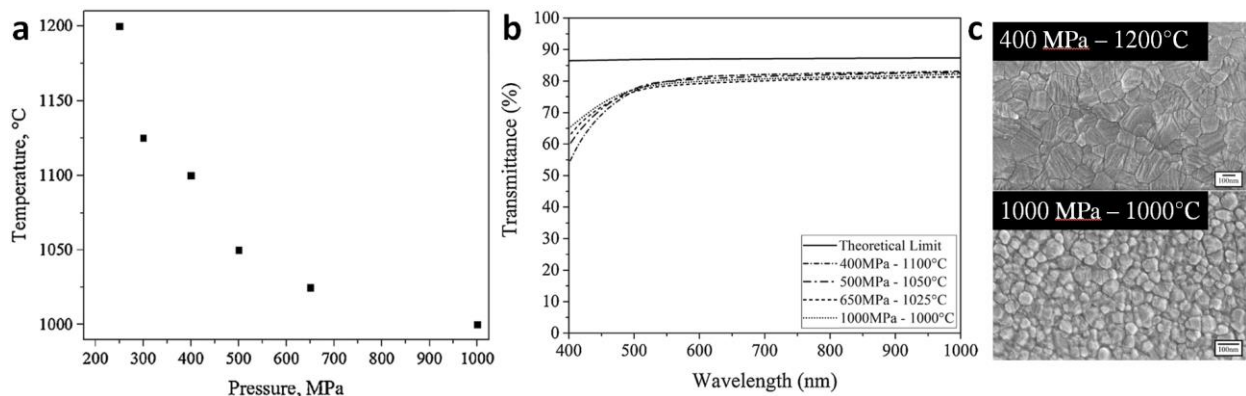 a
1200
1150
1100
1050
1000
Temperature, °C
200 300 400 500 600 700 800 900 1000
Pressure, MPa
b
100
90
80
70
60
50
40
30
20
10
0
Transmittance (%)
Theoretical Limit
400MPa - 1100°C
500MPa - 1050°C
650MPa - 1025°C
1000MPa - 1000°C
400 500 600 700 800 900 1000
Wavelength (nm)
c
400 MPa – 1200°C
100nm
1000 MPa – 1000°C
100nm